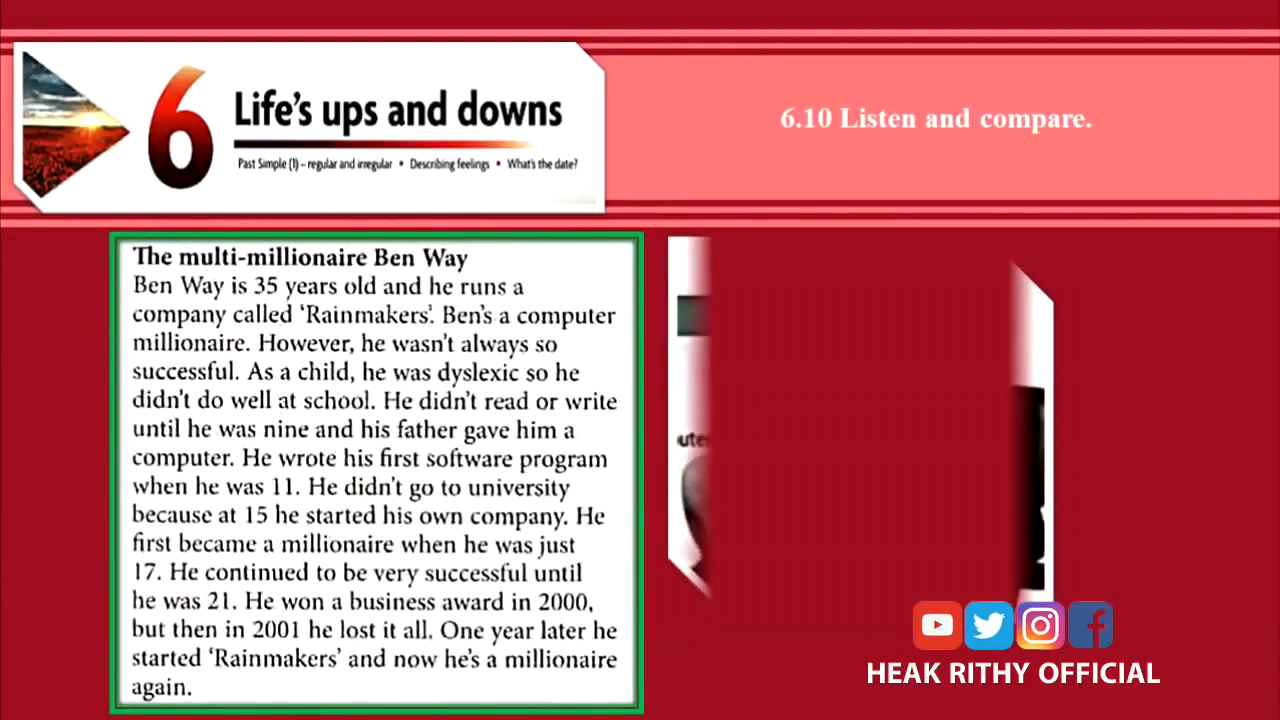 6
Life's ups and downs
Past Simple (1) – regular and irregular • Describing feelings • What's the date?
6.10 Listen and compare.
The multi-millionaire Ben Way
Ben Way is 35 years old and he runs a
company called 'Rainmakers'. Ben's a computer
millionaire. However, he wasn't always so
successful. As a child, he was dyslexic so he
didn't do well at school. He didn't read or write
until he was nine and his father gave him a
computer. He wrote his first software program
when he was 11. He didn't go to university
because at 15 he started his own company. He
first became a millionaire when he was just
17. He continued to be very successful until
he was 21. He won a business award in 2000,
but then in 2001 he lost it all. One year later he
started 'Rainmakers' and now he's a millionaire
again.
HEAK RITHY OFFICIAL